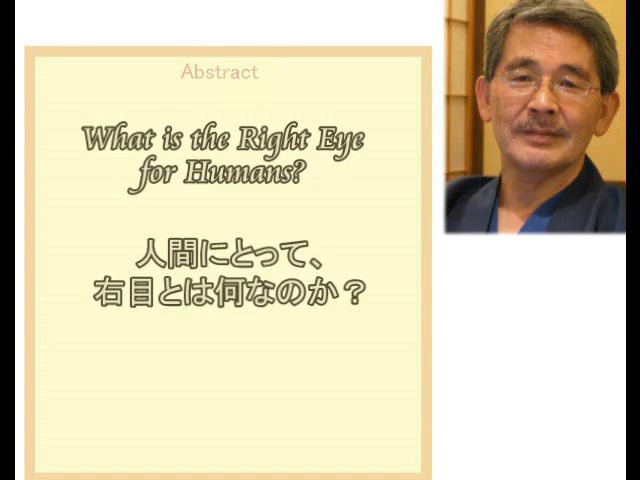 Abstract
What is the Right Eye
for Humans?
人間にとって、
右目とは何なのか？